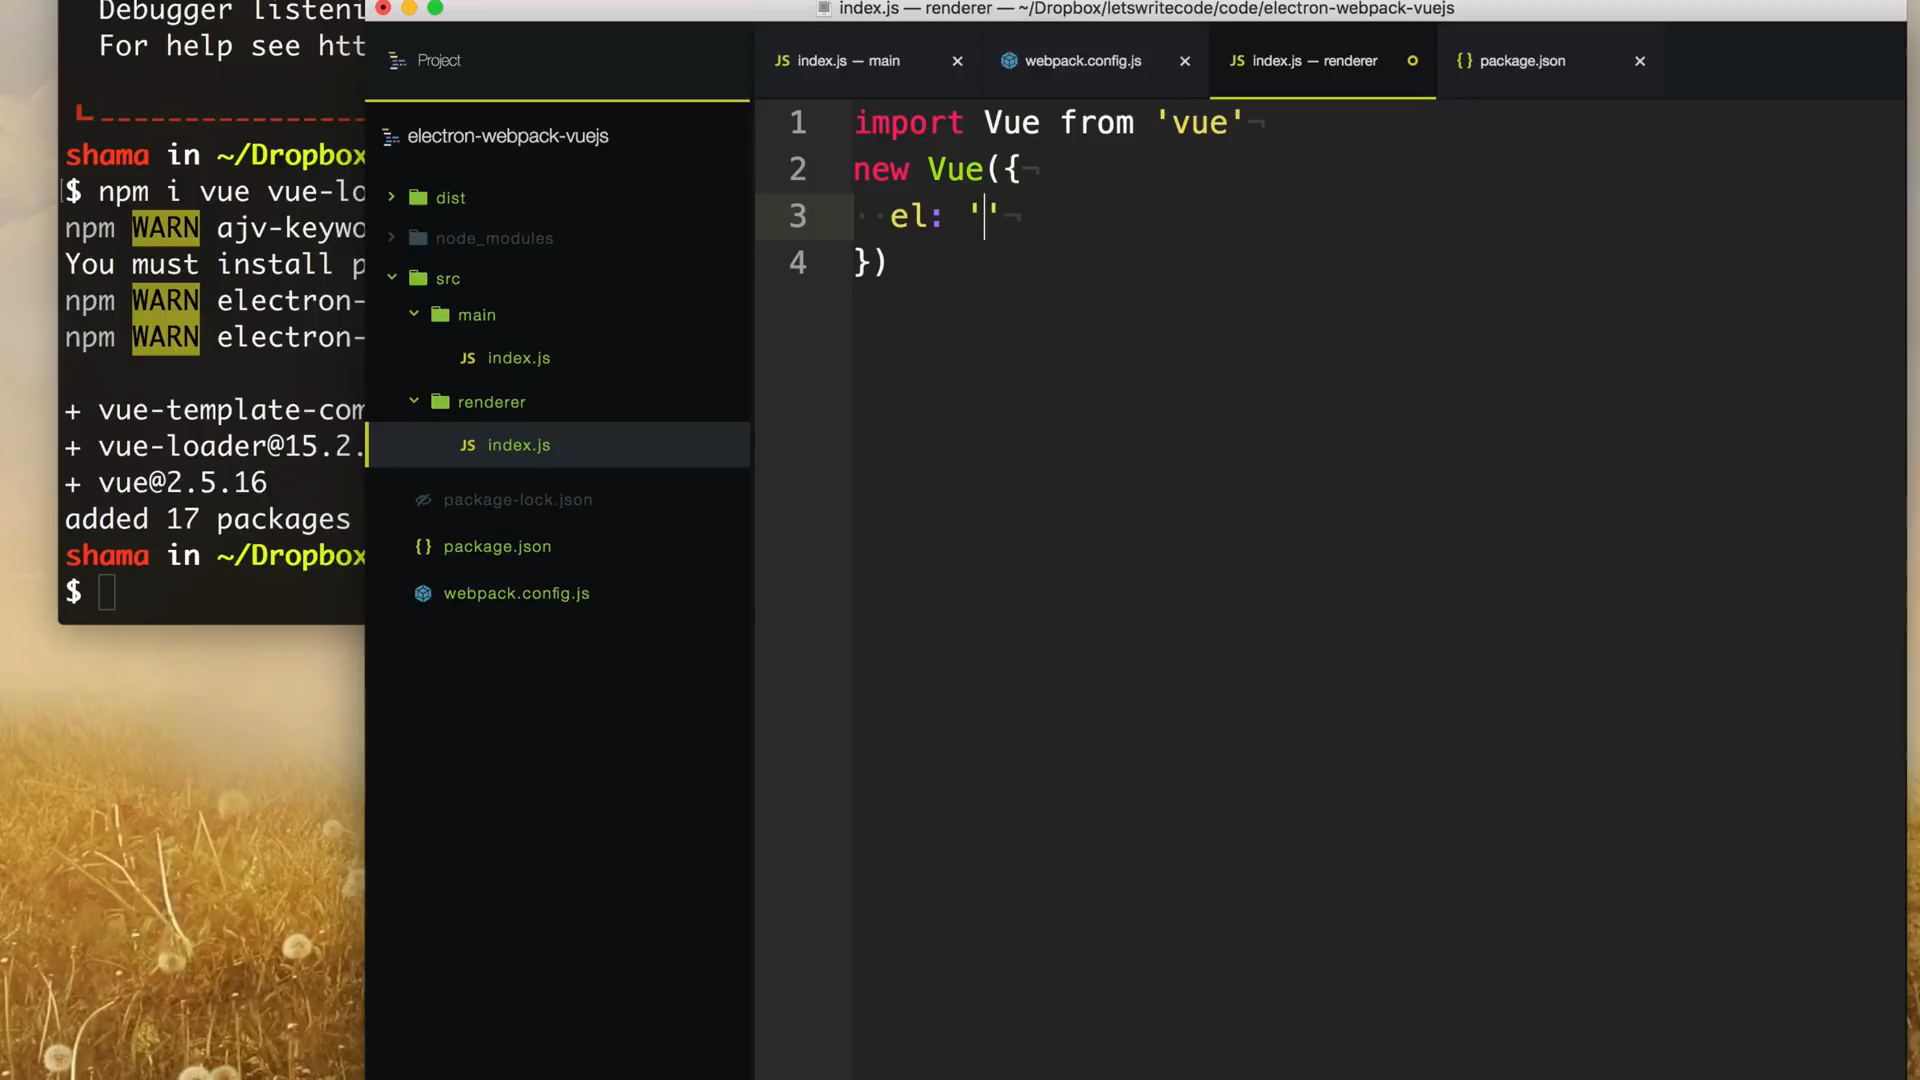 Debugger listeni
For help see htt
shama in ~/Dropbox
$ npm i vue vue-lo
npm WARN ajv-keywo
You must install p
npm WARN electron-
npm WARN electron-
+ vue-template-com
+ vue-loader@15.2.
+ vue@2.5.16
added 17 packages
shama in ~/Dropbox
$
index.js — renderer — ~/Dropbox/letswritecode/code/electron-webpack-vuejs
Project
electron-webpack-vuejs
dist
node_modules
src
main
JS index.js
renderer
JS index.js
package-lock.json
{} package.json
webpack.config.js
JS index.js — main
webpack.config.js
JS index.js — renderer
{} package.json
1 import Vue from 'vue'¬
2 new Vue({¬
3 ··el: ''¬
4 })